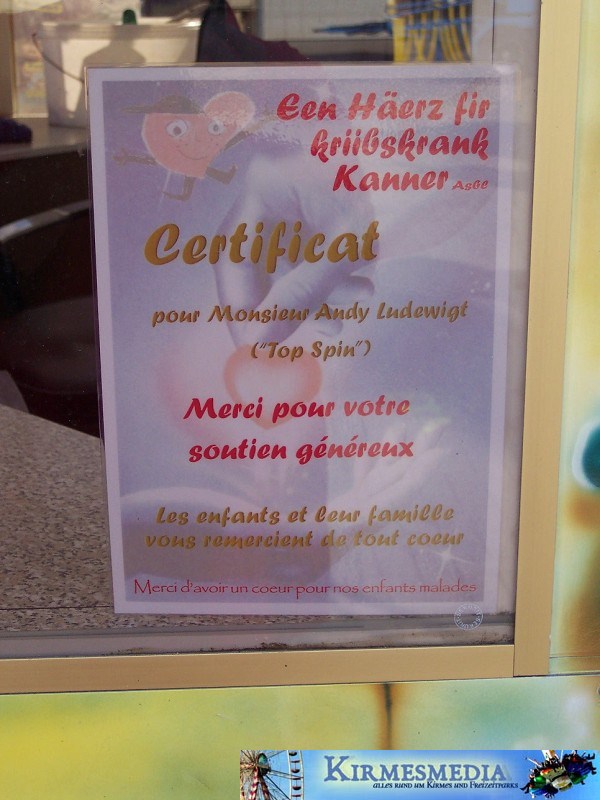 Een Häerz fir
kriibskrank
Kanner Asbl
Certificat
pour Monsieur Andy Ludewigt
("Top Spin")
Merci pour votre
soutien généreux
Les enfants et leur famille
vous remercient de tout coeur
Merci d'avoir un coeur pour nos enfants malades
KIRMESMEDIA
ALLES RUND UM KIRMES UND FREIZEITPARKS